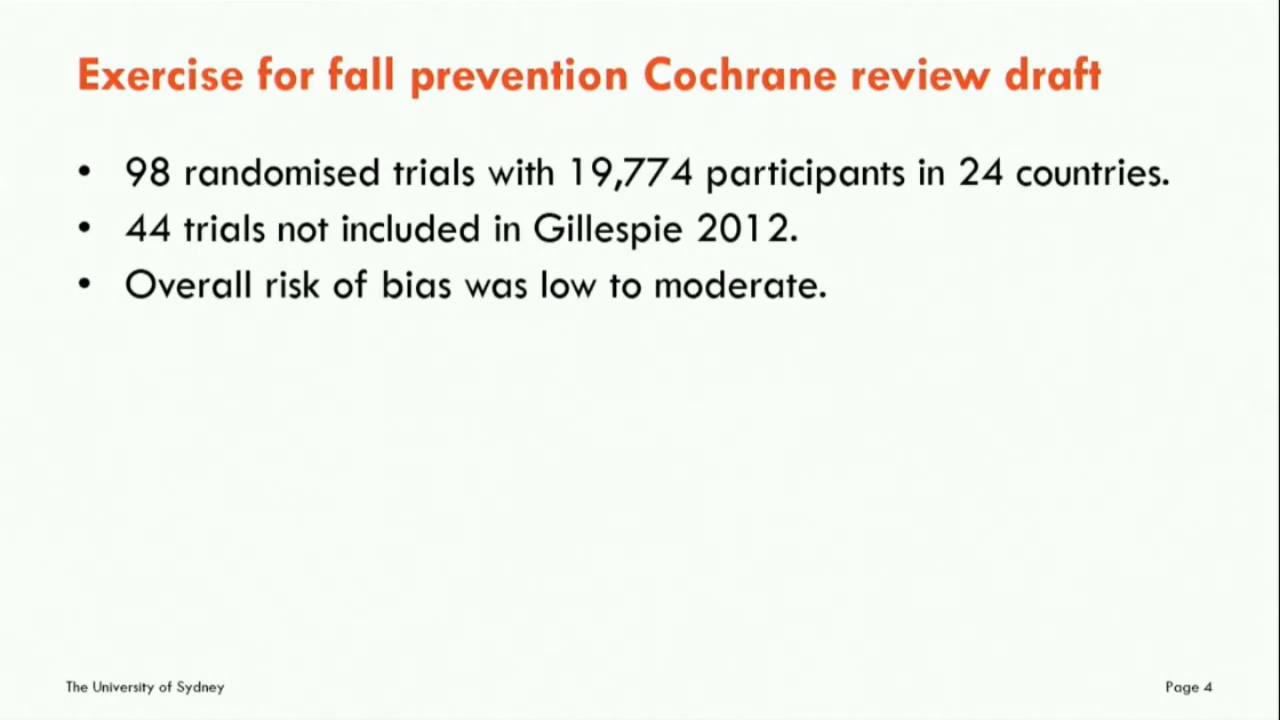 Exercise for fall prevention Cochrane review draft
• 98 randomised trials with 19,774 participants in 24 countries.
• 44 trials not included in Gillespie 2012.
• Overall risk of bias was low to moderate.
The University of Sydney
Page 4